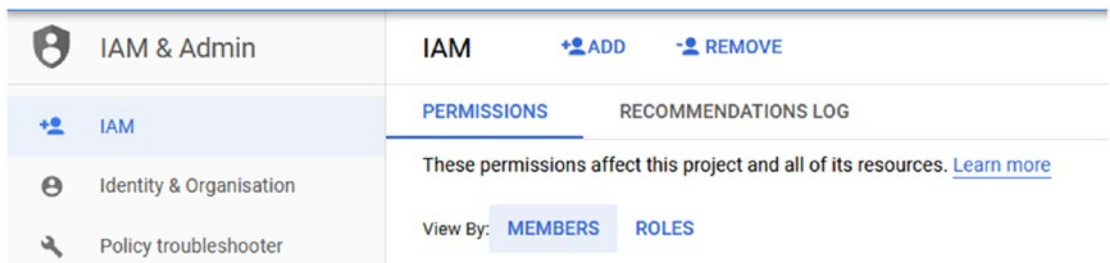 IAM & Admin
IAM
ADD
REMOVE
IAM
PERMISSIONS
RECOMMENDATIONS LOG
Identity & Organisation
These permissions affect this project and all of its resources. Learn more
Policy troubleshooter
View By: MEMBERS ROLES